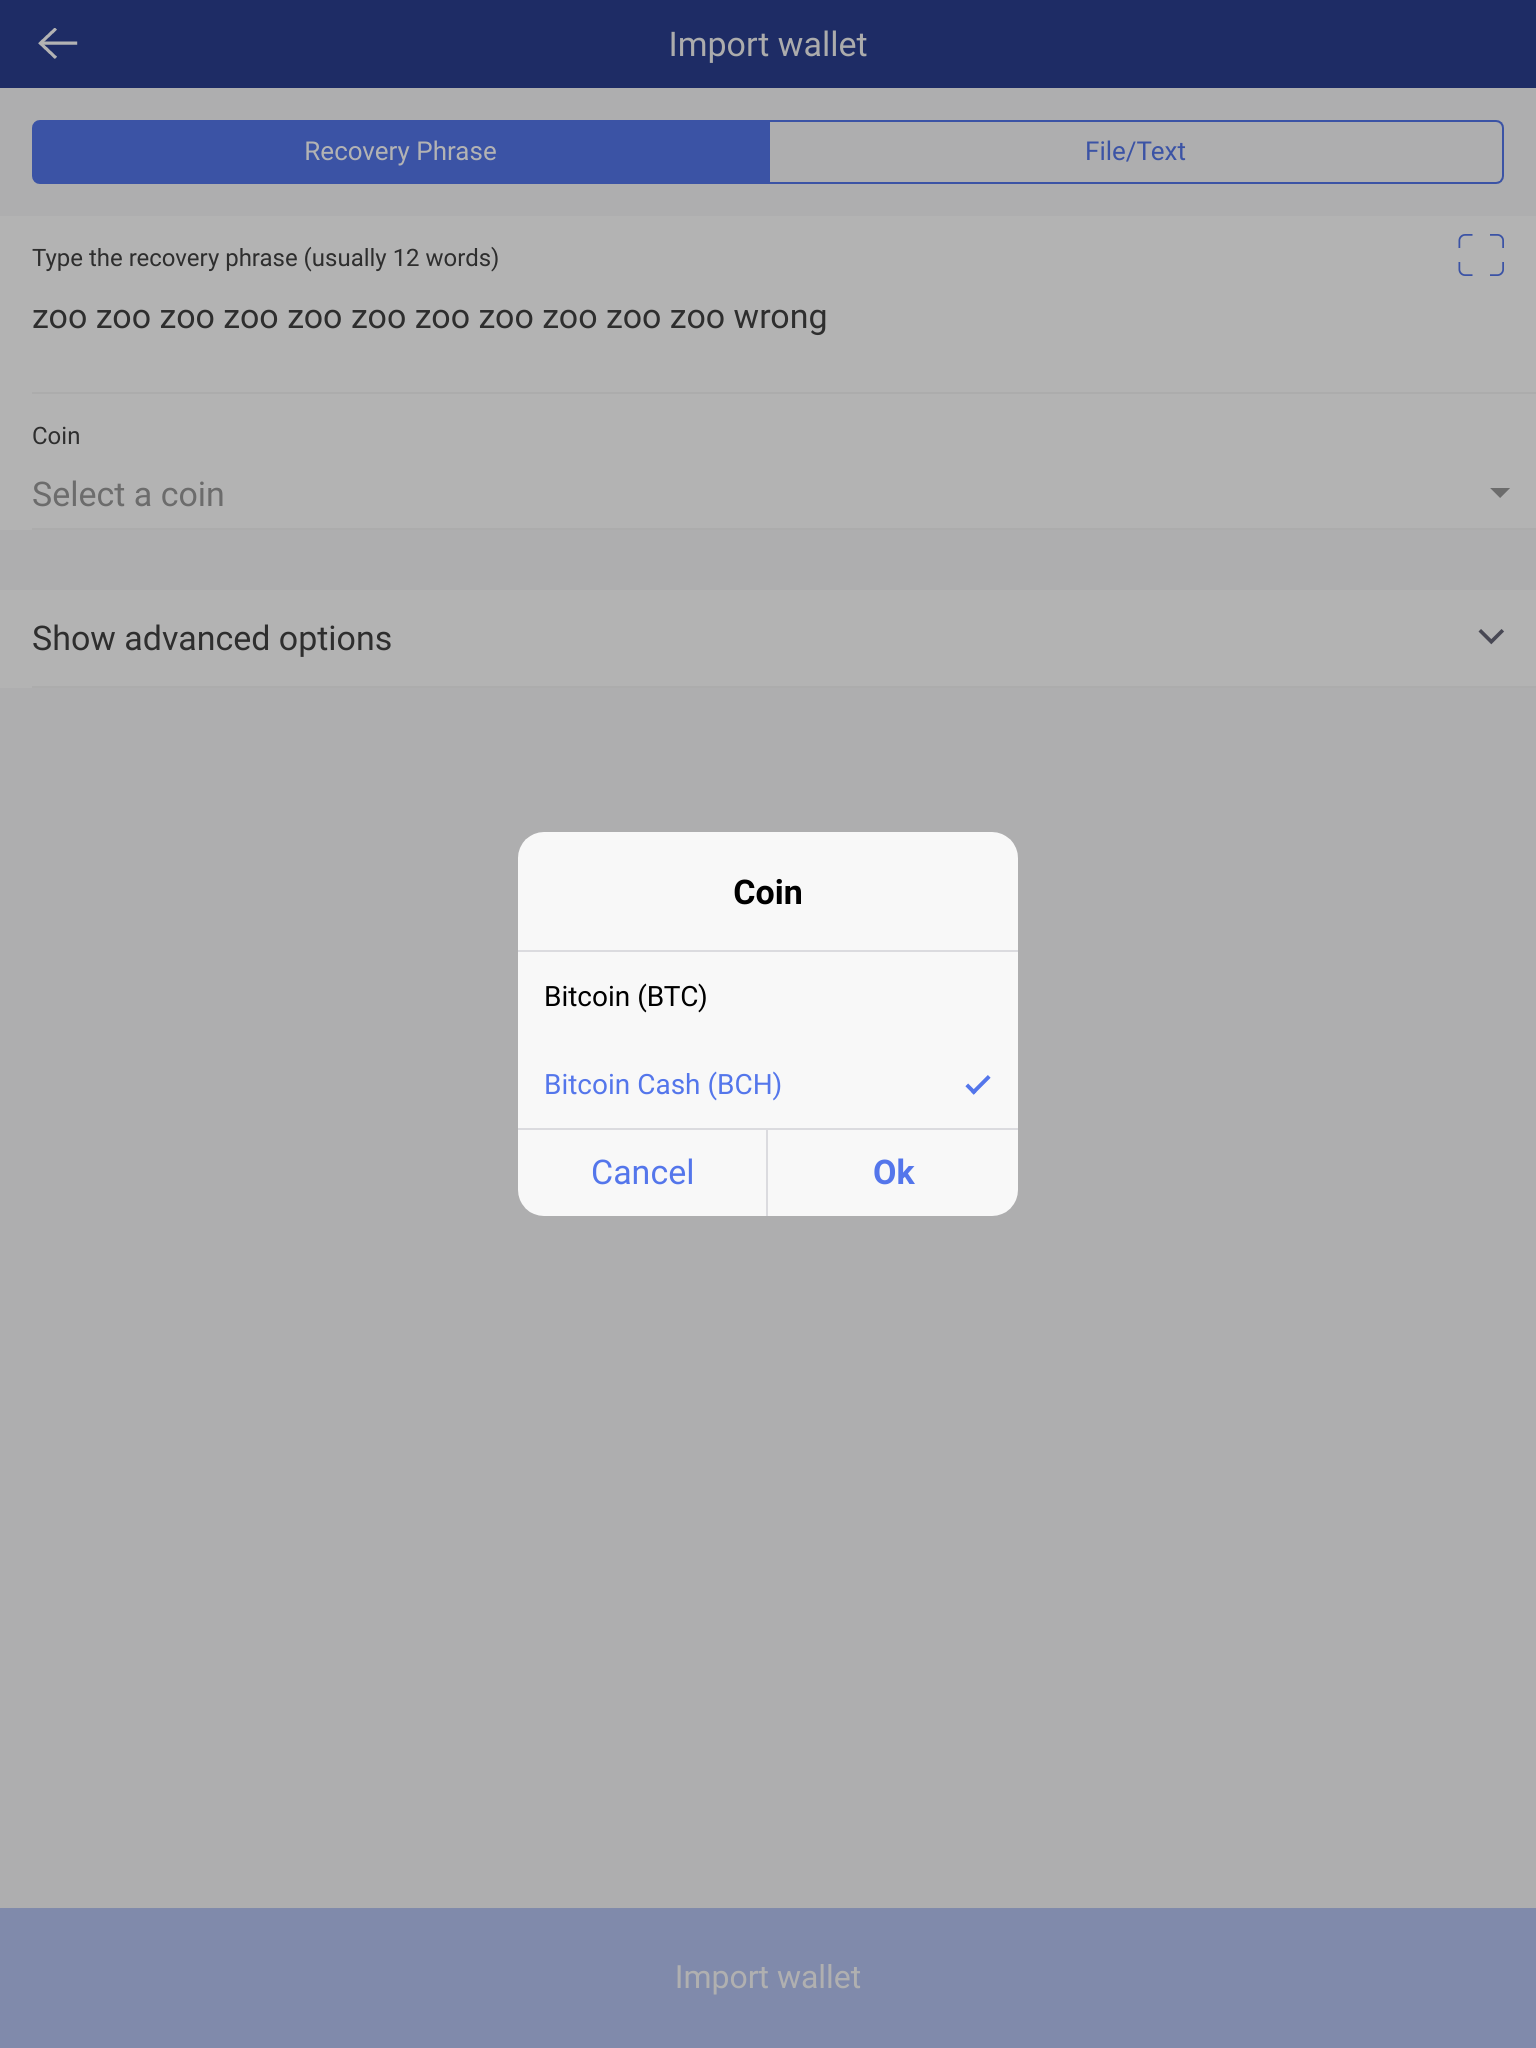 Import wallet
Recovery Phrase
File/Text
Type the recovery phrase (usually 12 words)
zoo zoo zoo zoo zoo zoo zoo zoo zoo zoo zoo wrong
Coin
Select a coin
Show advanced options
Coin
Bitcoin (BTC)
Bitcoin Cash (BCH)
Cancel
Ok
Import wallet